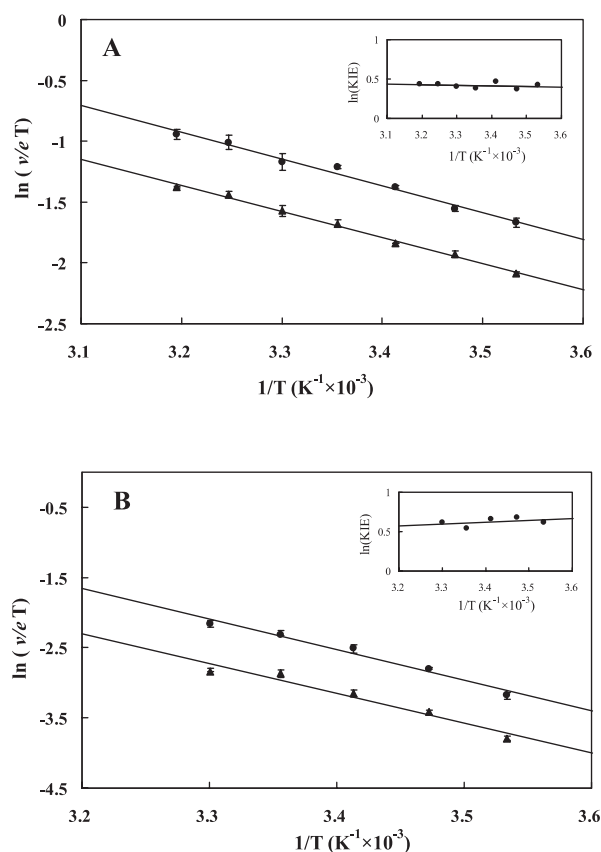 A
0
-0.5
-1
-1.5
-2
-2.5
3.1 3.2 3.3 3.4 3.5 3.6
ln ( v/e T)
1/T (K⁻¹×10⁻³)
1
0.5
0
3.1 3.2 3.3 3.4 3.5 3.6
ln(KIE)
1/T (K⁻¹×10⁻³)
B
-0.5
-1.5
-2.5
-3.5
-4.5
3.2 3.3 3.4 3.5 3.6
ln ( v/e T)
1/T (K⁻¹×10⁻³)
1
0.5
0
3.2 3.3 3.4 3.5 3.6
ln(KIE)
1/T (K⁻¹×10⁻³)